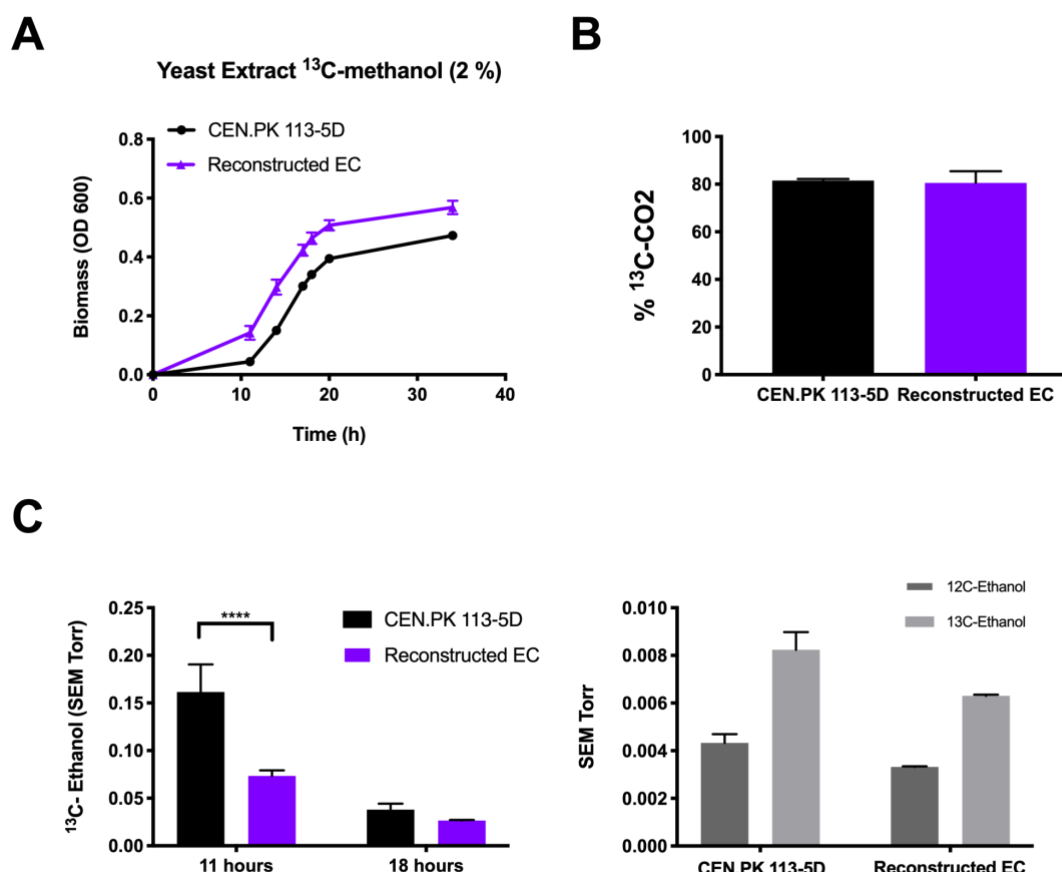 A
Yeast Extract ¹³C-methanol (2 %)
CEN.PK 113-5D
Reconstructed EC
Biomass (OD 600)
0.8
0.6
0.4
0.2
0.0
0 10 20 30 40
Time (h)
B
% ¹³C-CO2
100
80
60
40
20
0
CEN.PK 113-5D Reconstructed EC
C
¹³C- Ethanol (SEM Torr)
0.25
0.20
0.15
0.10
0.05
0.00
****
CEN.PK 113-5D
Reconstructed EC
11 hours 18 hours
12C-Ethanol
13C-Ethanol
SEM Torr
0.010
0.008
0.006
0.004
0.002
0.000
CEN.PK 113-5D Reconstructed EC